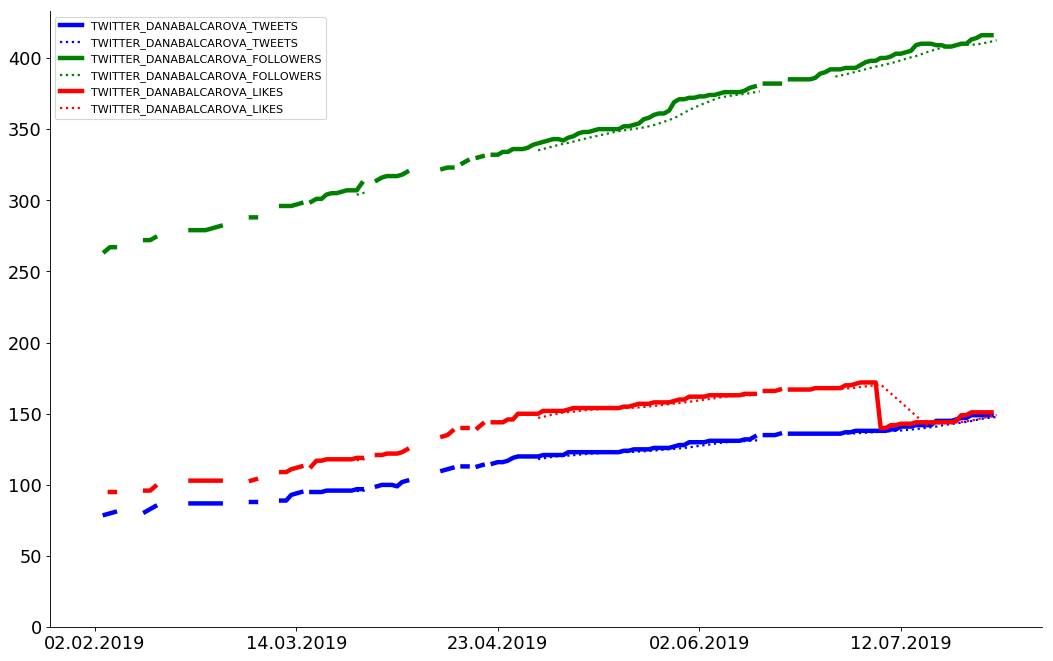 TWITTER_DANABALCAROVA_TWEETS
TWITTER_DANABALCAROVA_TWEETS
TWITTER_DANABALCAROVA_FOLLOWERS
TWITTER_DANABALCAROVA_FOLLOWERS
TWITTER_DANABALCAROVA_LIKES
TWITTER_DANABALCAROVA_LIKES
400
350
300
250
200
150
100
50
0
02.02.2019 14.03.2019 23.04.2019 02.06.2019 12.07.2019